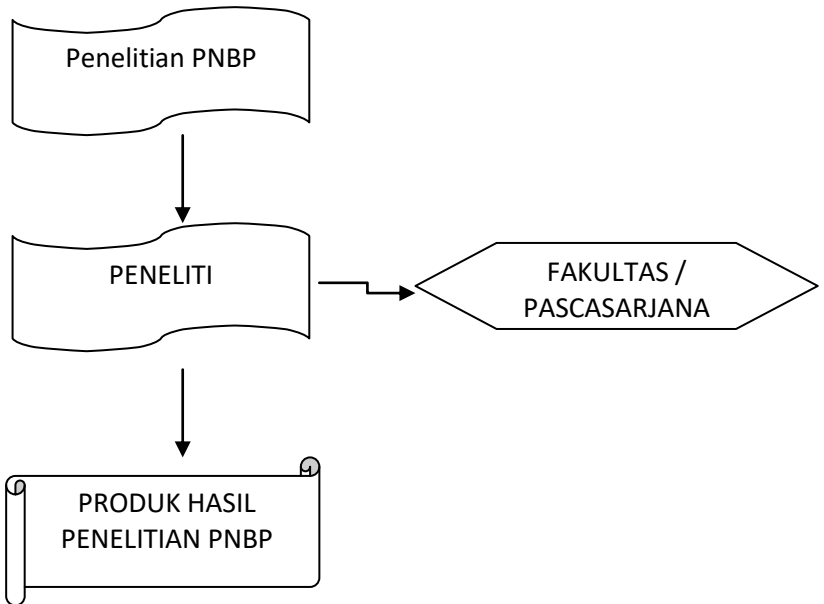 Penelitian PNBP
PENELITI
FAKULTAS /
PASCASARJANA
PRODUK HASIL
PENELITIAN PNBP